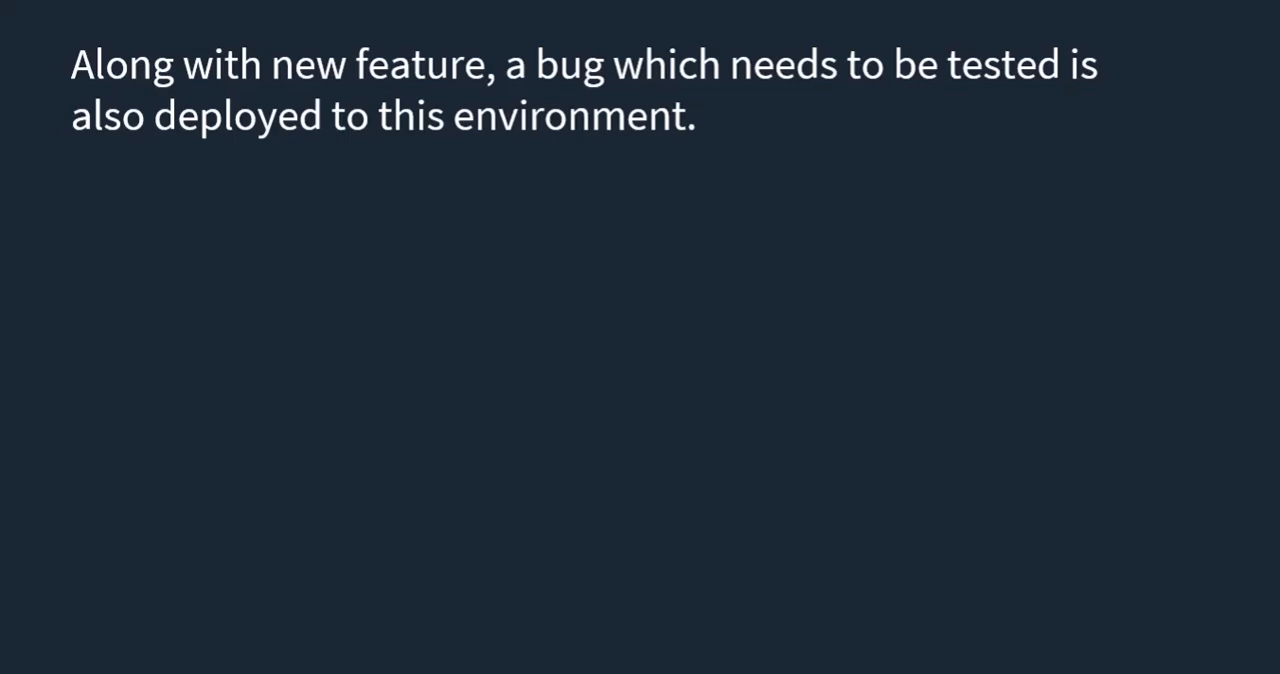 Along with new feature, a bug which needs to be tested is
also deployed to this environment.